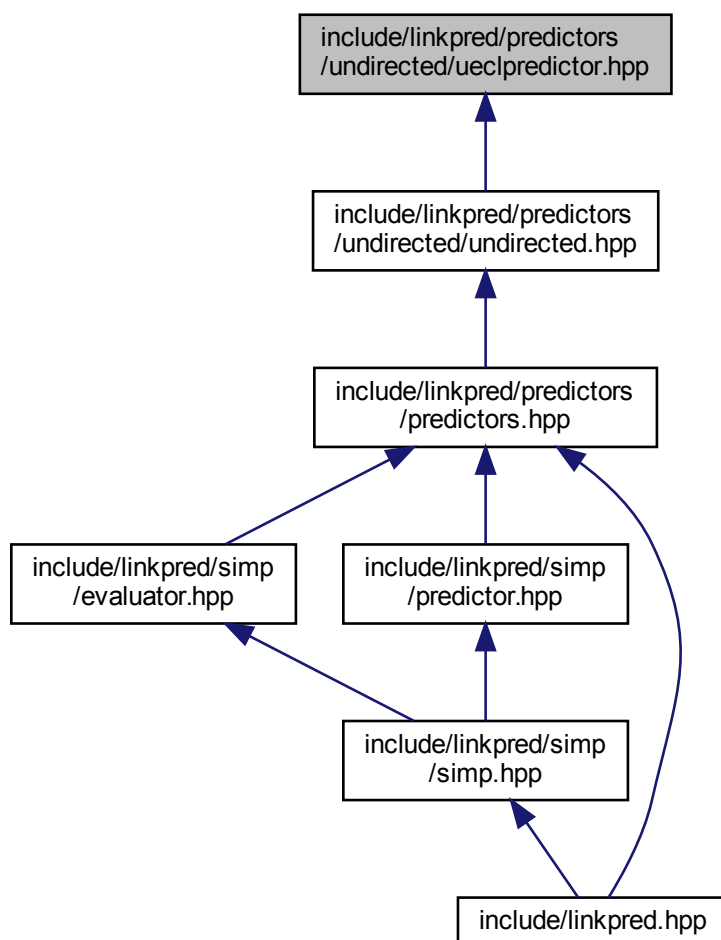 include/linkpred/predictors
/undirected/ueclpredictor.hpp
include/linkpred/predictors
/undirected/undirected.hpp
include/linkpred/predictors
/predictors.hpp
include/linkpred/simp
/evaluator.hpp
include/linkpred/simp
/predictor.hpp
include/linkpred/simp
/simp.hpp
include/linkpred.hpp